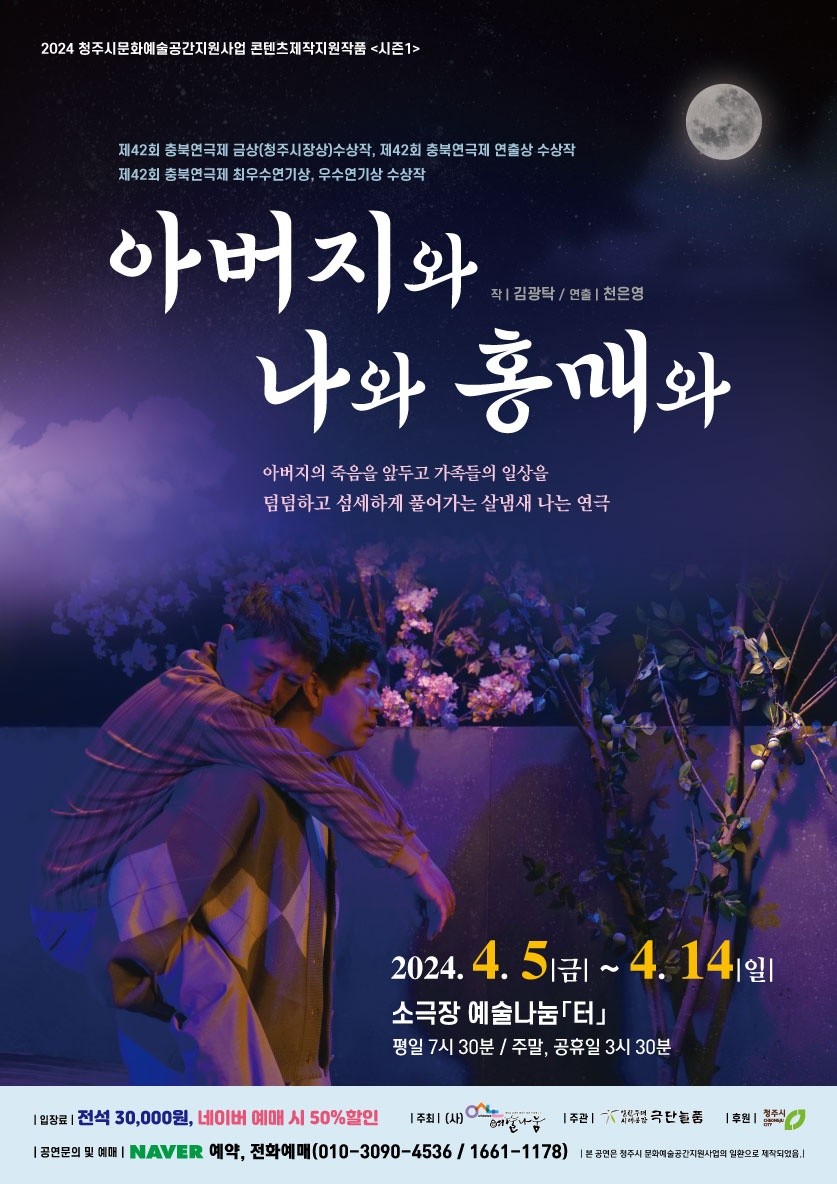 2024 청주시문화예술공간지원사업 콘텐츠제작지원작품 <시즌1>
제42회 충북연극제 금상(청주시장상)수상작, 제42회 충북연극제 연출상 수상작
제42회 충북연극제 최우수연기상, 우수연기상 수상작
아버지와
작 | 김광탁 / 연출 | 천은영
나와 홍매와
아버지의 죽음을 앞두고 가족들의 일상을
덤덤하고 섬세하게 풀어가는 살냄새 나는 연극
2024. 4. 5|금| ~ 4. 14|일|
소극장 예술나눔「터」
평일 7시 30분 / 주말, 공휴일 3시 30분
| 입장료 | 전석 30,000원, 네이버 예매 시 50%할인 | 주최 | (사) 예술나눔 | 주관 | 극단늘품 | 후원 | 청주시 CHEONGJU CITY
| 공연문의 및 예매 | NAVER 예약, 전화예매(010-3090-4536 / 1661-1178) | 본 공연은 청주시 문화예술공간지원사업의 일환으로 제작되었음.|